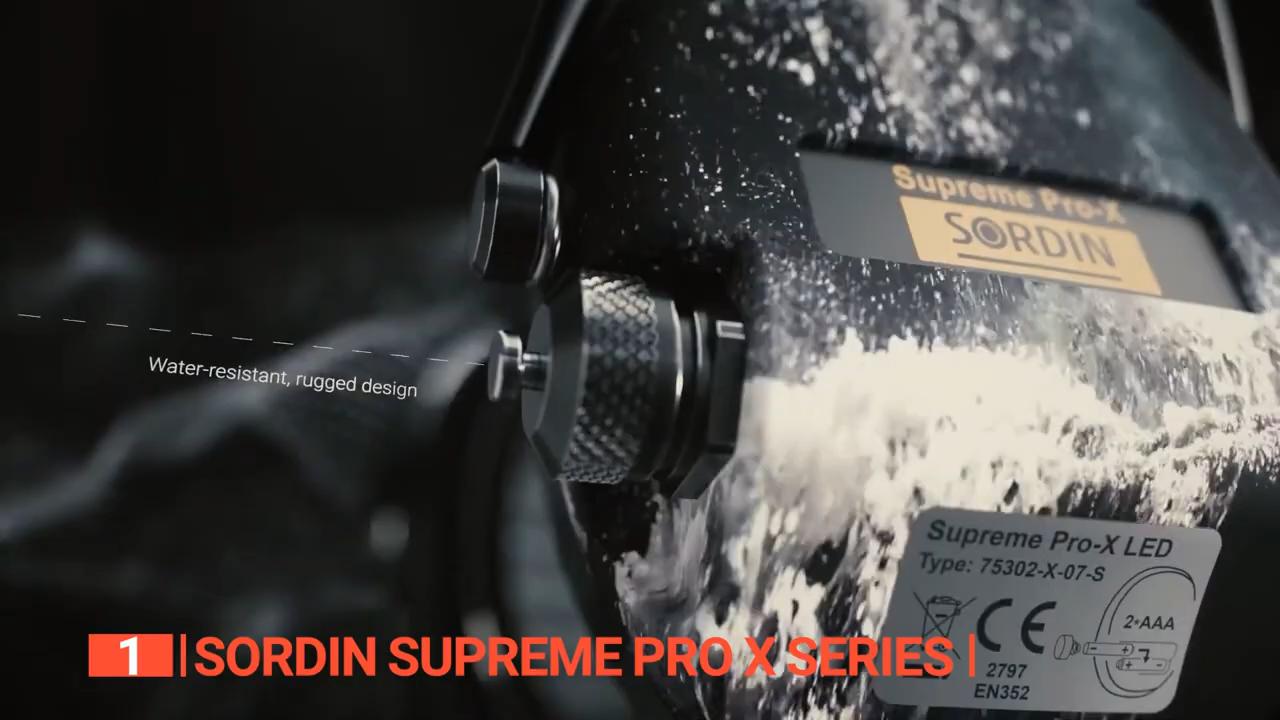 Supreme Pro-X
SORDIN
Water-resistant, rugged design
Supreme Pro-X LED
Type: 75302-X-07-S
CE
2*AAA
2797
EN352
1 SORDIN SUPREME PRO X SERIES